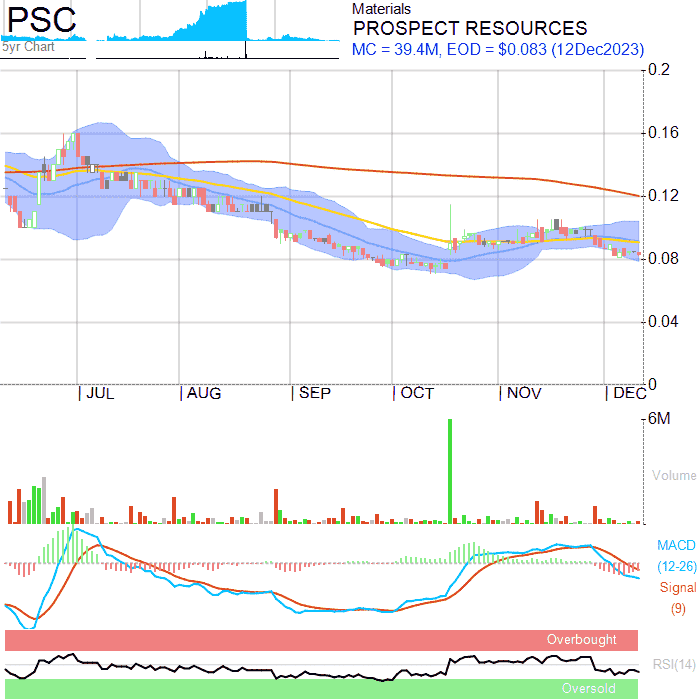 PSC
5yr Chart
Materials
PROSPECT RESOURCES
MC = 39.4M, EOD = $0.083 (12Dec2023)
0.2
0.16
0.12
0.08
0.04
0
JUL AUG SEP OCT NOV DEC
6M
Volume
MACD
(12-26)
Signal
(9)
Overbought
RSI(14)
Oversold